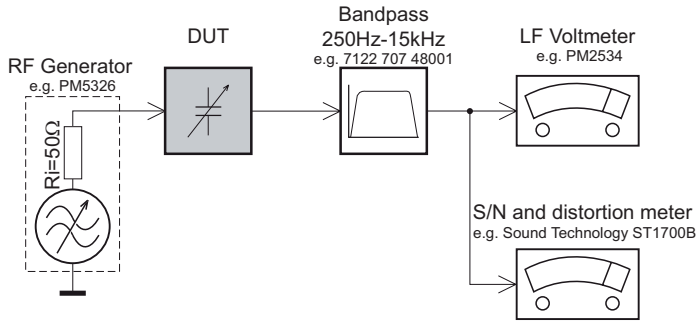 RF Generator
e.g. PM5326
Ri=50Ω
DUT
Bandpass
250Hz-15kHz
e.g. 7122 707 48001
LF Voltmeter
e.g. PM2534
S/N and distortion meter
e.g. Sound Technology ST1700B